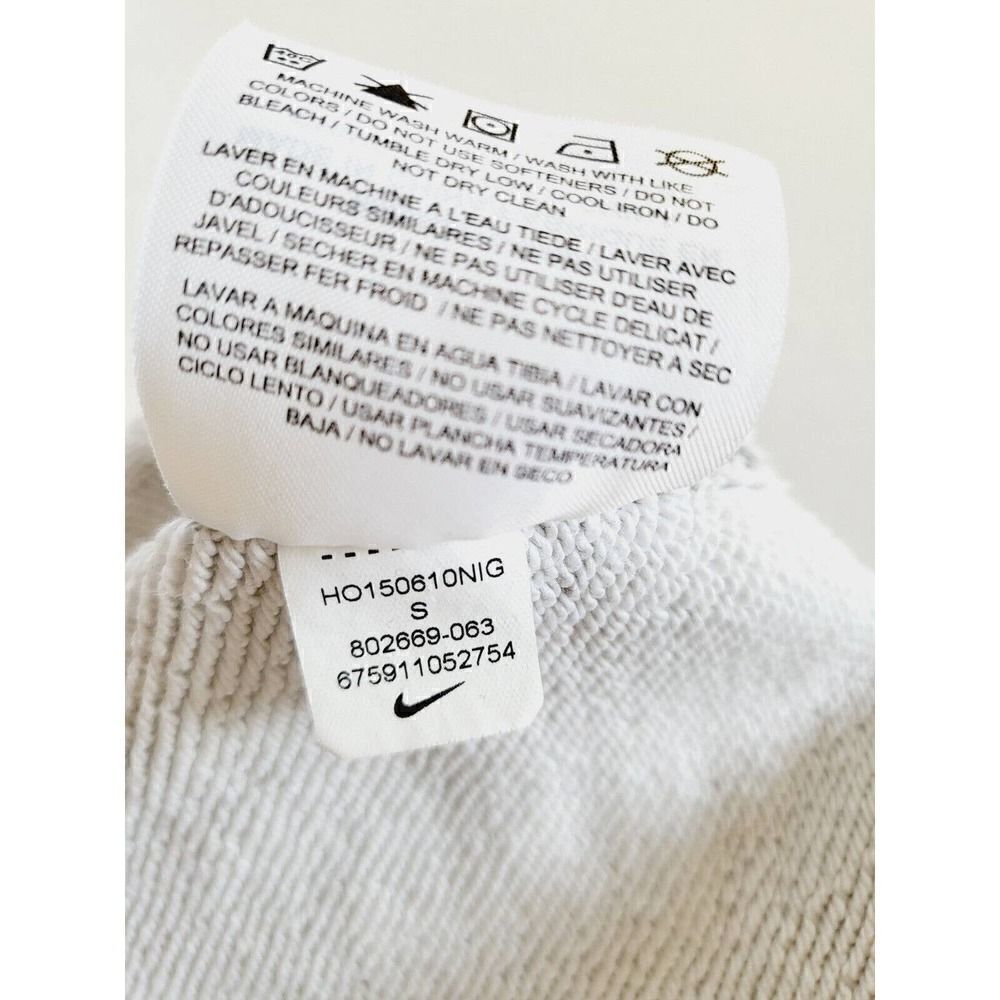 40C
MACHINE WASH WARM / WASH WITH LIKE
COLORS / DO NOT USE SOFTENERS / DO NOT
BLEACH / TUMBLE DRY LOW / COOL IRON / DO
NOT DRY CLEAN
LAVER EN MACHINE A L'EAU TIEDE / LAVER AVEC
COULEURS SIMILAIRES / NE PAS UTILISER
D'ADOUCISSEUR / NE PAS UTILISER D'EAU DE
JAVEL / SECHER EN MACHINE CYCLE DELICAT /
REPASSER FER FROID / NE PAS NETTOYER A SEC
LAVAR A MAQUINA EN AGUA TIBIA / LAVAR CON
COLORES SIMILARES / NO USAR SUAVIZANTES /
NO USAR BLANQUEADORES / USAR SECADORA
CICLO LENTO / USAR PLANCHA TEMPERATURA
BAJA / NO LAVAR EN SECO
HO150610NIG
S
802669-063
675911052754